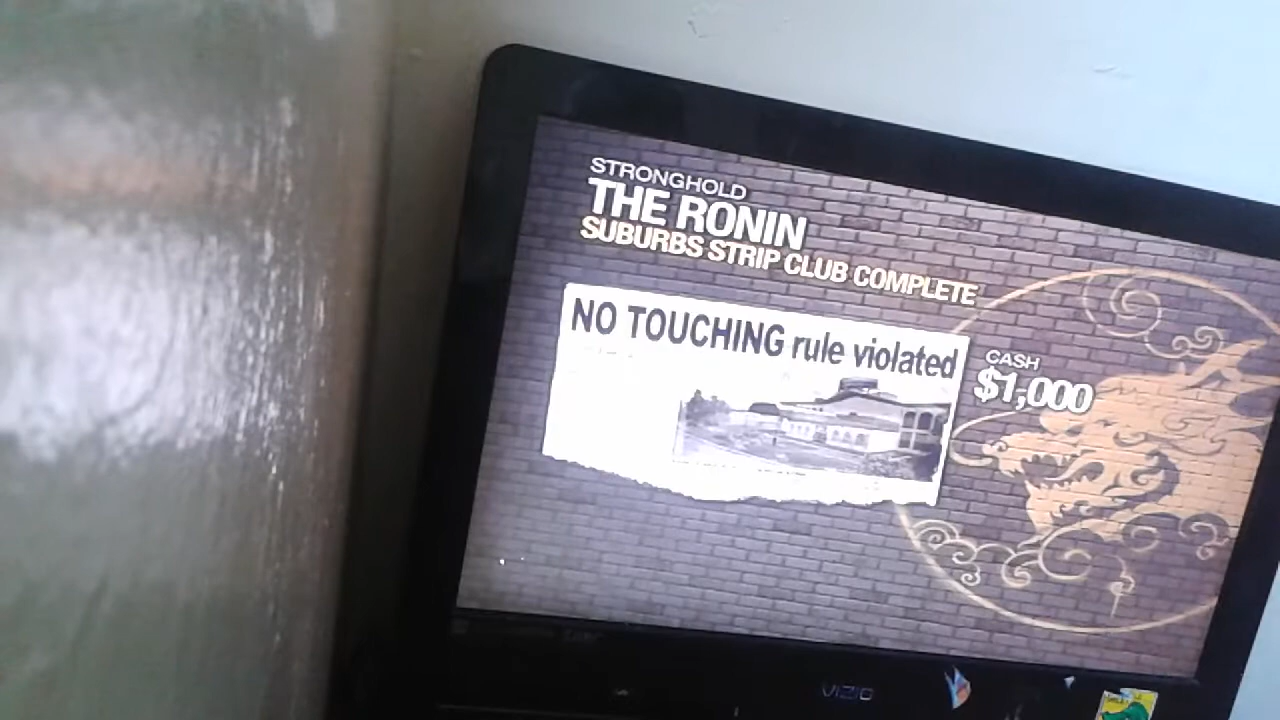 STRONGHOLD
THE RONIN
SUBURBS STRIP CLUB COMPLETE
NO TOUCHING rule violated
CASH
$1,000
VIZIO